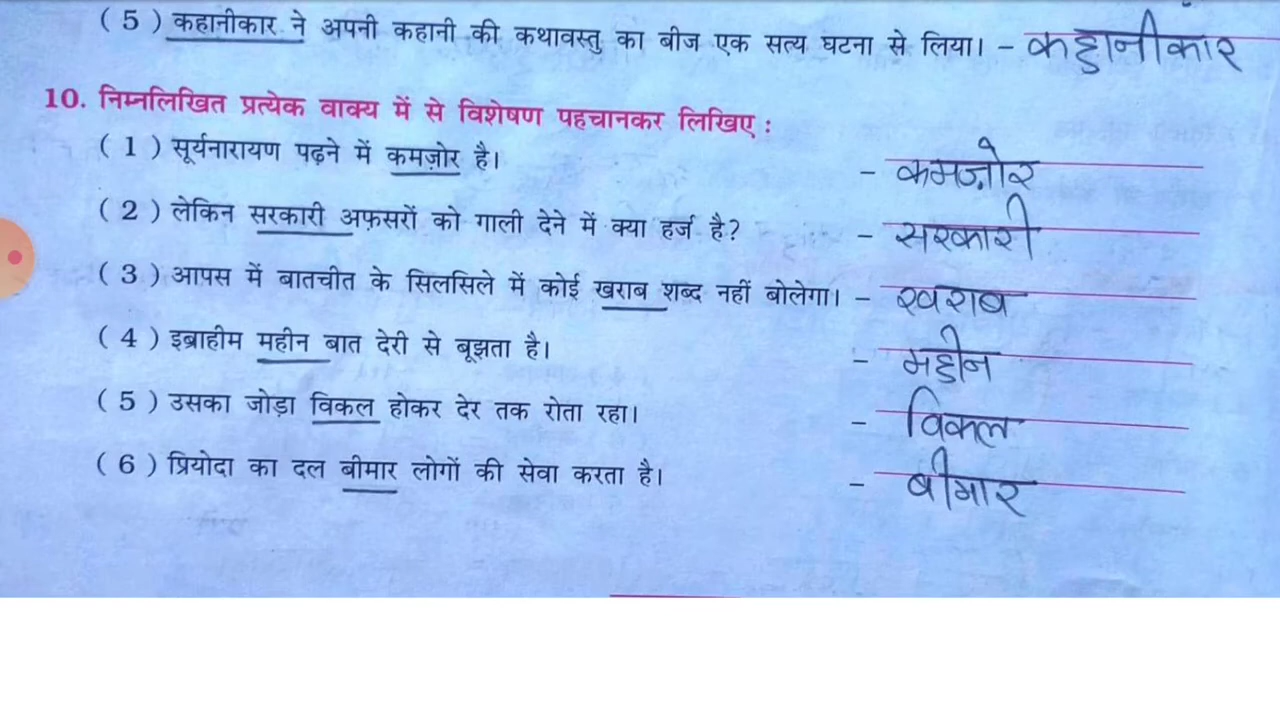 ( 5 ) कहानीकार ने अपनी कहानी की कथावस्तु का बीज एक सत्य घटना से लिया। - कहानीकार
10. निम्नलिखित प्रत्येक वाक्य में से विशेषण पहचानकर लिखिए :
( 1 ) सूर्यनारायण पढ़ने में कमज़ोर है। - कमज़ोर
( 2 ) लेकिन सरकारी अफ़सरों को गाली देने में क्या हर्ज है? - सरकारी
( 3 ) आपस में बातचीत के सिलसिले में कोई खराब शब्द नहीं बोलेगा। - खराब
( 4 ) इब्राहीम महीन बात देरी से बूझता है। - महीन
( 5 ) उसका जोड़ा विकल होकर देर तक रोता रहा। - विकल
( 6 ) प्रियोदा का दल बीमार लोगों की सेवा करता है। - बीमार